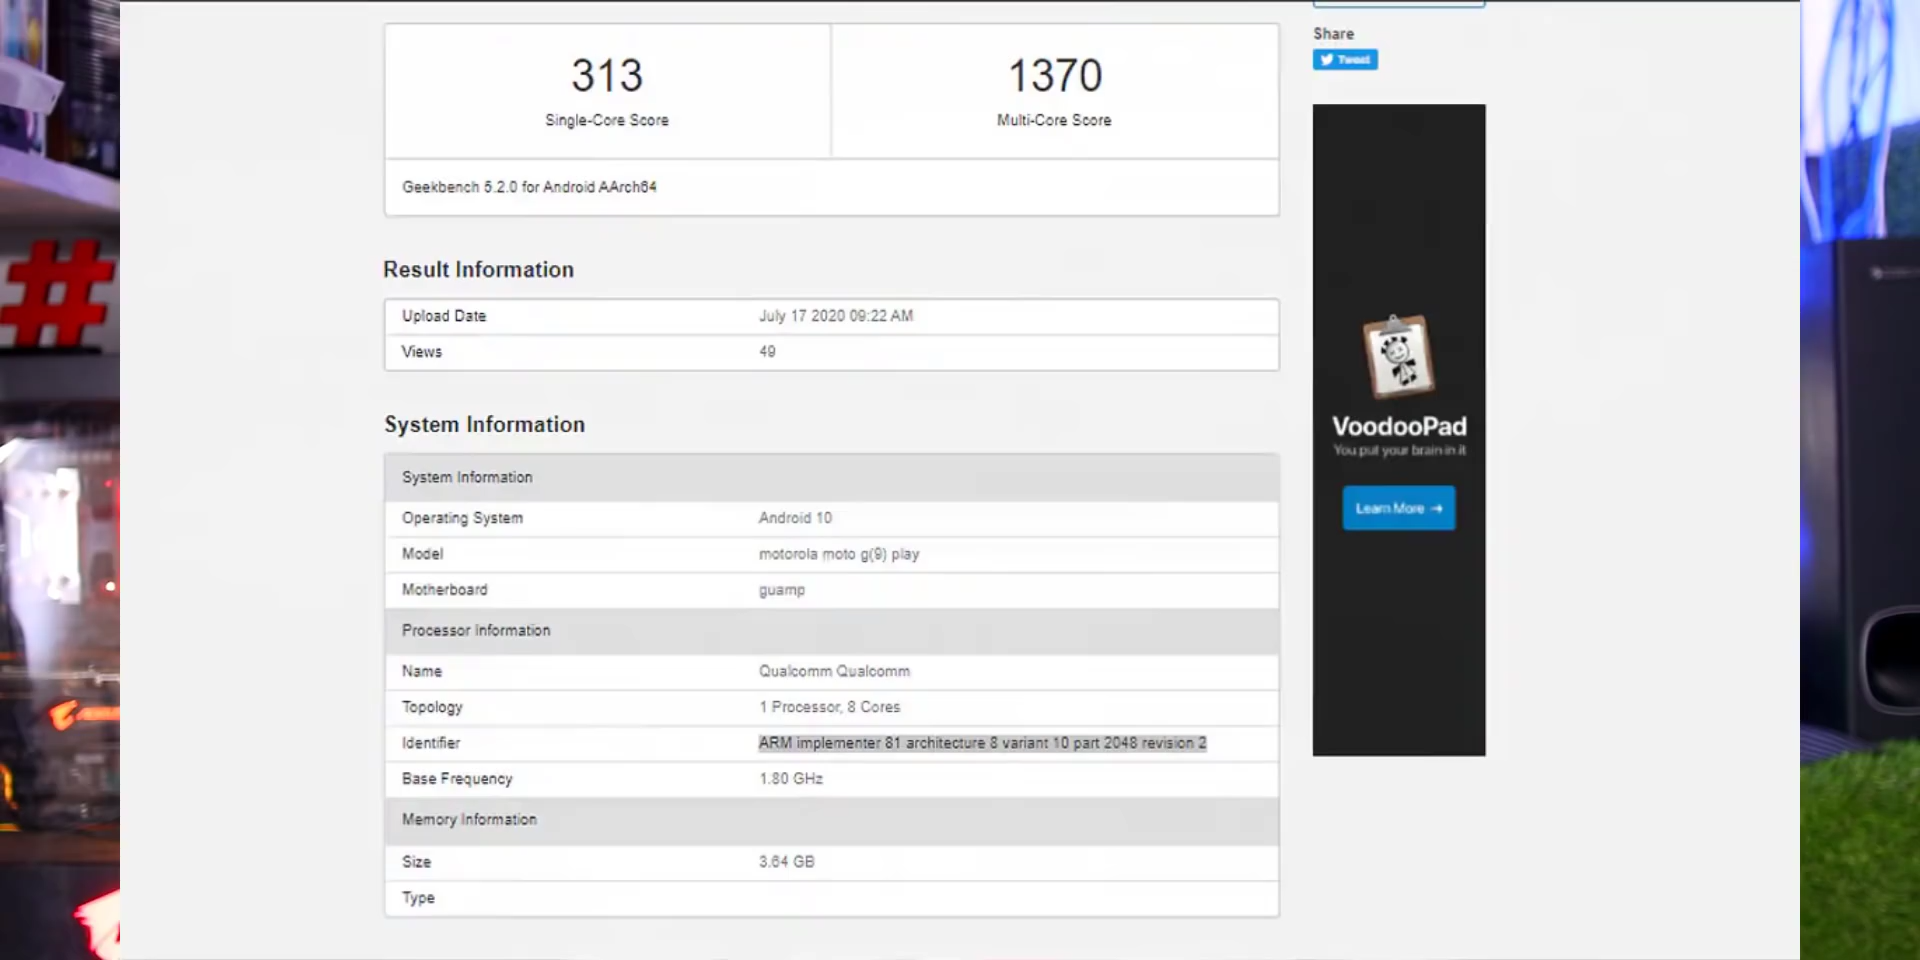 313
Single-Core Score
1370
Multi-Core Score
Geekbench 5.2.0 for Android AArch64
Share
Tweet
Result Information
Upload Date July 17 2020 09:22 AM
Views 49
System Information
System Information
Operating System Android 10
Model motorola moto g(9) play
Motherboard guamp
Processor Information
Name Qualcomm Qualcomm
Topology 1 Processor, 8 Cores
Identifier ARM implementer 81 architecture 8 variant 10 part 2048 revision 2
Base Frequency 1.80 GHz
Memory Information
Size 3.64 GB
Type
VoodooPad
You put your brain in it
Learn More →
#